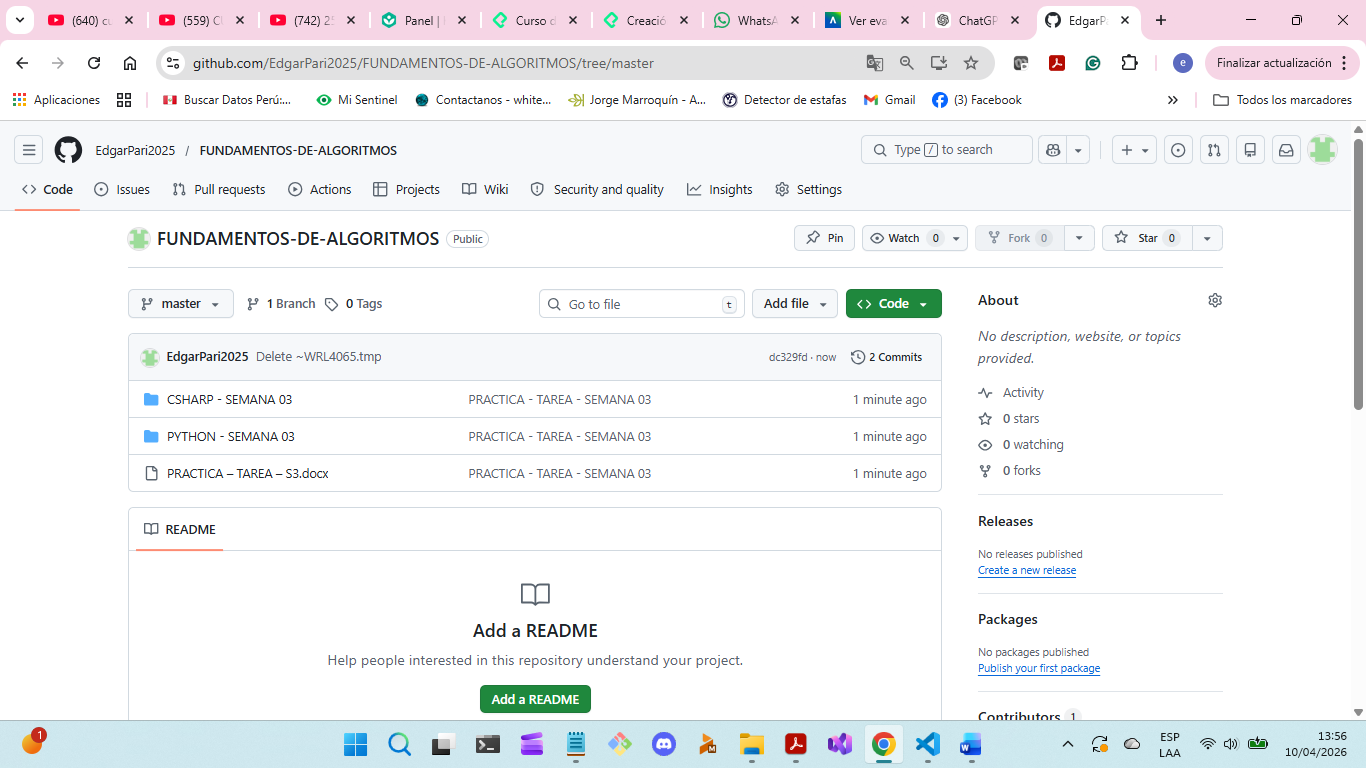 (640) cu
(559) C
(742) 25
Panel |
Curso d
Creació
WhatsA
Ver eva
ChatGP
EdgarPa
github.com/EdgarPari2025/FUNDAMENTOS-DE-ALGORITMOS/tree/master
e
Finalizar actualización
Aplicaciones
Buscar Datos Perú:...
Mi Sentinel
Contactanos - white...
Jorge Marroquín - A...
Detector de estafas
Gmail
(3) Facebook
»
Todos los marcadores
EdgarPari2025 / FUNDAMENTOS-DE-ALGORITMOS
Type / to search
Code
Issues
Pull requests
Actions
Projects
Wiki
Security and quality
Insights
Settings
FUNDAMENTOS-DE-ALGORITMOS Public
Pin
Watch 0
Fork 0
Star 0
master
1 Branch
0 Tags
Go to file t
Add file
Code
EdgarPari2025 Delete ~WRL4065.tmp dc329fd · now 2 Commits
CSHARP - SEMANA 03 PRACTICA - TAREA - SEMANA 03 1 minute ago
PYTHON - SEMANA 03 PRACTICA - TAREA - SEMANA 03 1 minute ago
PRACTICA – TAREA – S3.docx PRACTICA - TAREA - SEMANA 03 1 minute ago
README
Add a README
Help people interested in this repository understand your project.
Add a README
About
No description, website, or topics
provided.
Activity
0 stars
0 watching
0 forks
Releases
No releases published
Create a new release
Packages
No packages published
Publish your first package
Contributors 1
1
ESP
LAA
13:56
10/04/2026